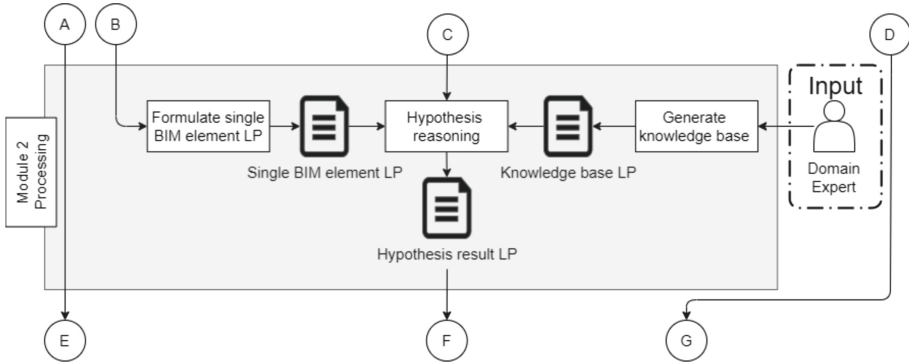 A
B
C
D
Input
Formulate single
BIM element LP
Hypothesis
reasoning
Generate
knowledge base
Module 2
Processing
Single BIM element LP
Knowledge base LP
Domain
Expert
Hypothesis result LP
E
F
G